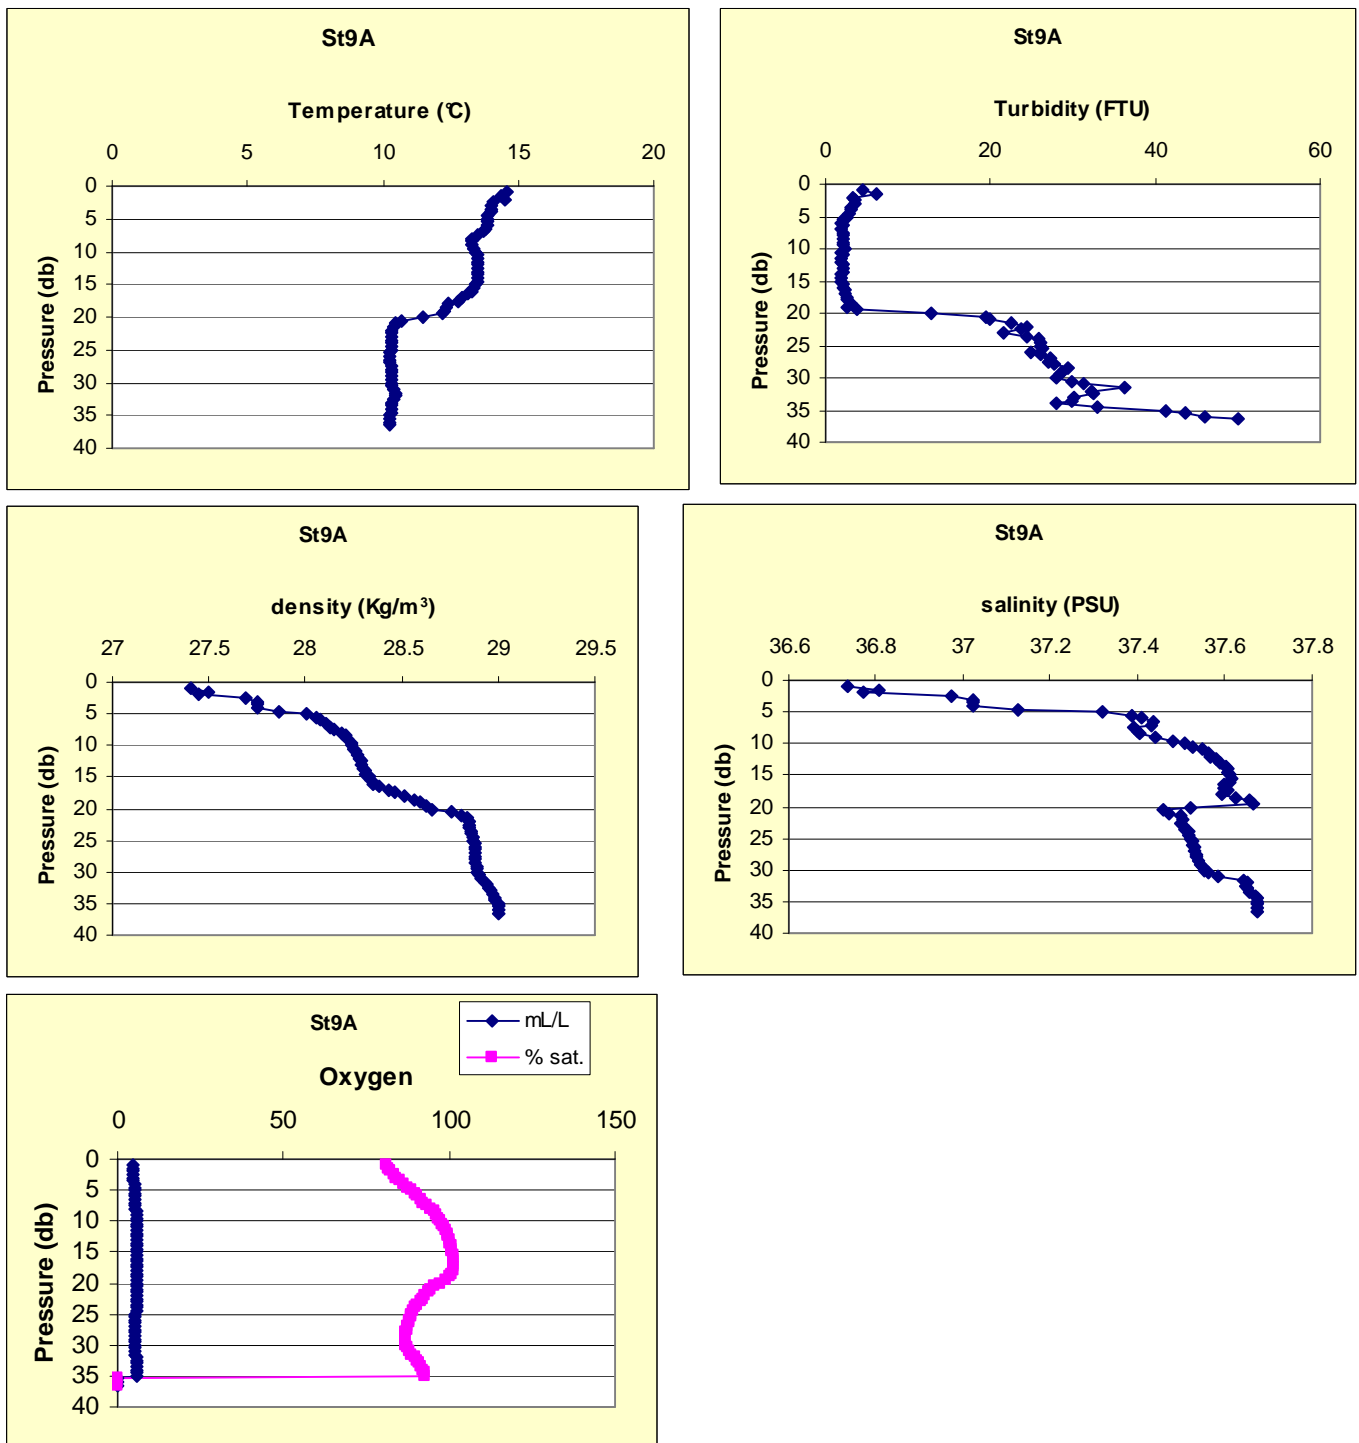 St9A
Temperature (°C)
0 5 10 15 20
0
5
10
15
20
25
30
35
40
Pressure (db)
St9A
Turbidity (FTU)
0 20 40 60
0
5
10
15
20
25
30
35
40
Pressure (db)
St9A
density (Kg/m³)
27 27.5 28 28.5 29 29.5
0
5
10
15
20
25
30
35
40
Pressure (db)
St9A
salinity (PSU)
36.6 36.8 37 37.2 37.4 37.6 37.8
0
5
10
15
20
25
30
35
40
Pressure (db)
St9A
mL/L
% sat.
Oxygen
0 50 100 150
0
5
10
15
20
25
30
35
40
Pressure (db)